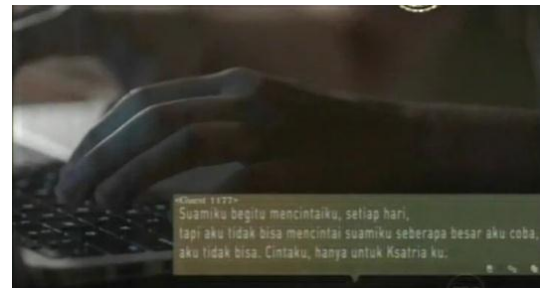 <Guest 1177>
Suamiku begitu mencintaiku, setiap hari,
tapi aku tidak bisa mencintai suamiku seberapa besar aku coba,
aku tidak bisa. Cintaku, hanya untuk Ksatria ku.